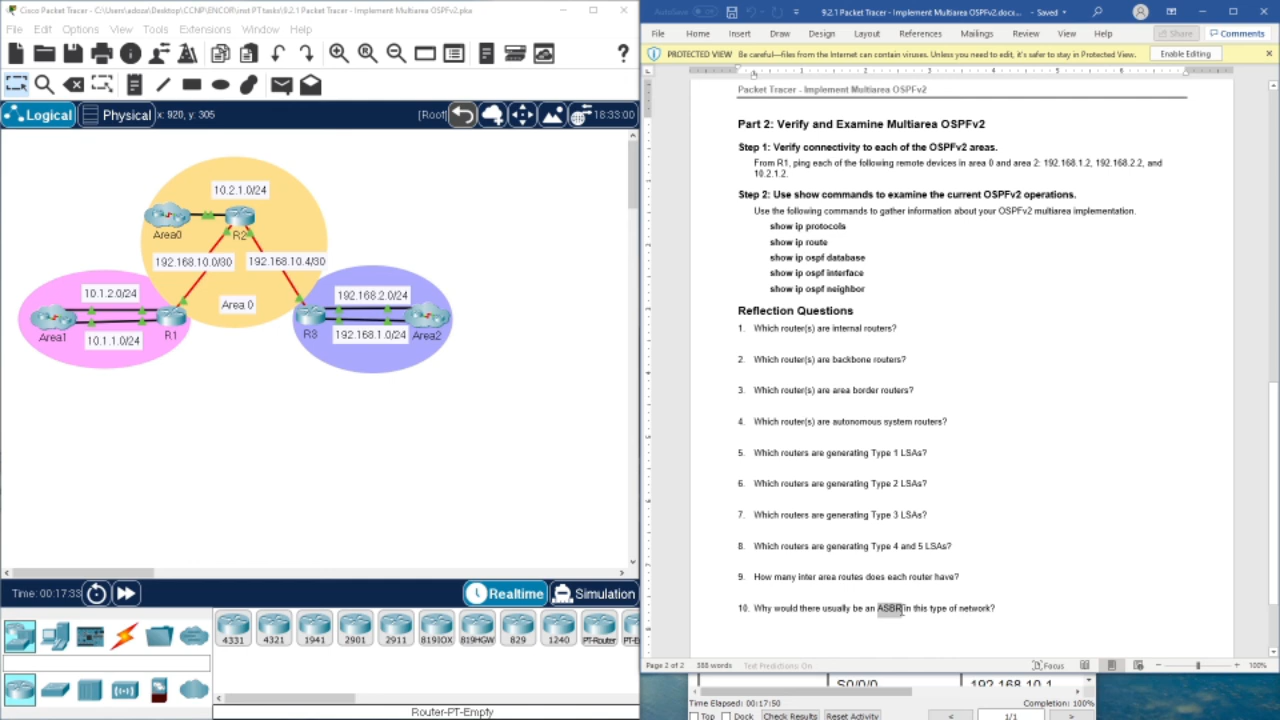 Cisco Packet Tracer - C:\Users\adoza\Desktop\CCNP\ENCOR\inst PT tasks\9.2.1 Packet Tracer - Implement Multiarea OSPFv2.pka
File Edit Options View Tools Extensions Window Help
Logical Physical x: 920, y: 305 [Root] 18:33:00
10.2.1.0/24
Area0
R2
192.168.10.0/30 192.168.10.4/30
10.1.2.0/24
Area 0
192.168.2.0/24
Area1
R1
R3
Area2
10.1.1.0/24
192.168.1.0/24
Time: 00:17:33
Realtime Simulation
4331 4321 1941 2901 2911 819IOX 819HGW 829 1240 PT-Router PT-E
Router-PT-Empty
AutoSave Off 9.2.1 Packet Tracer - Implement Multiarea OSPFv2.docx... - Saved
File Home Insert Draw Design Layout References Mailings Review View Help Share Comments
PROTECTED VIEW Be careful—files from the Internet can contain viruses. Unless you need to edit, it's safer to stay in Protected View. Enable Editing
1 2 3 4 5 6
Packet Tracer - Implement Multiarea OSPFv2
Part 2: Verify and Examine Multiarea OSPFv2
Step 1: Verify connectivity to each of the OSPFv2 areas.
From R1, ping each of the following remote devices in area 0 and area 2: 192.168.1.2, 192.168.2.2, and
10.2.1.2.
Step 2: Use show commands to examine the current OSPFv2 operations.
Use the following commands to gather information about your OSPFv2 multiarea implementation.
show ip protocols
show ip route
show ip ospf database
show ip ospf interface
show ip ospf neighbor
Reflection Questions
1. Which router(s) are internal routers?
2. Which router(s) are backbone routers?
3. Which router(s) are area border routers?
4. Which router(s) are autonomous system routers?
5. Which routers are generating Type 1 LSAs?
6. Which routers are generating Type 2 LSAs?
7. Which routers are generating Type 3 LSAs?
8. Which routers are generating Type 4 and 5 LSAs?
9. How many inter area routes does each router have?
10. Why would there usually be an ASBR in this type of network?
Page 2 of 2 388 words Text Predictions: On Focus 100%
S0/0/0 192.168.10.1
Time Elapsed: 00:17:50 Completion: 100%
Top Dock Check Results Reset Activity < 1/1 >